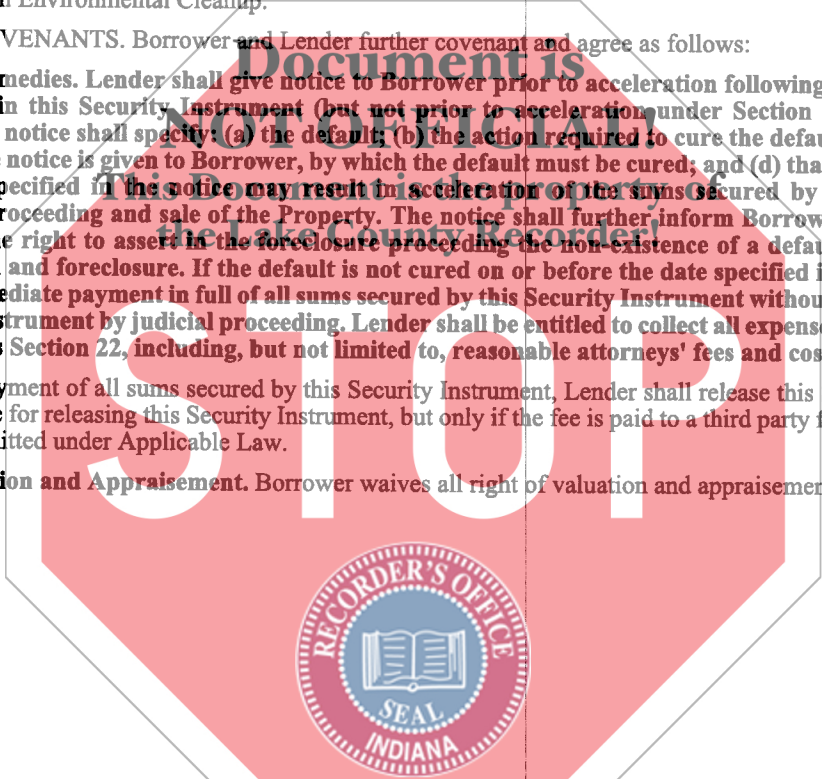 n Environmental Cleanup.
VENANTS. Borrower and Lender further covenant and agree as follows:
Document is
medies. Lender shall give notice to Borrower prior to acceleration following
in this Security Instrument (but not prior to acceleration under Section
NOT OFFICIAL!
notice shall specify: (a) the default; (b) the action required to cure the defau
notice is given to Borrower, by which the default must be cured; and (d) tha
This Document is the property of
pecified in the notice may result in acceleration of the sums secured by
roceeding and sale of the Property. The notice shall further inform Borrow
the Lake County Recorder!
e right to assert in the foreclosure proceeding the non-existence of a defau
and foreclosure. If the default is not cured on or before the date specified i
ediate payment in full of all sums secured by this Security Instrument withou
strument by judicial proceeding. Lender shall be entitled to collect all expense
s Section 22, including, but not limited to, reasonable attorneys' fees and cos
STOP
yment of all sums secured by this Security Instrument, Lender shall release this
e for releasing this Security Instrument, but only if the fee is paid to a third party f
itted under Applicable Law.
ion and Appraisement. Borrower waives all right of valuation and appraisemen
RECORDER'S OFFICE
SEAL
INDIANA